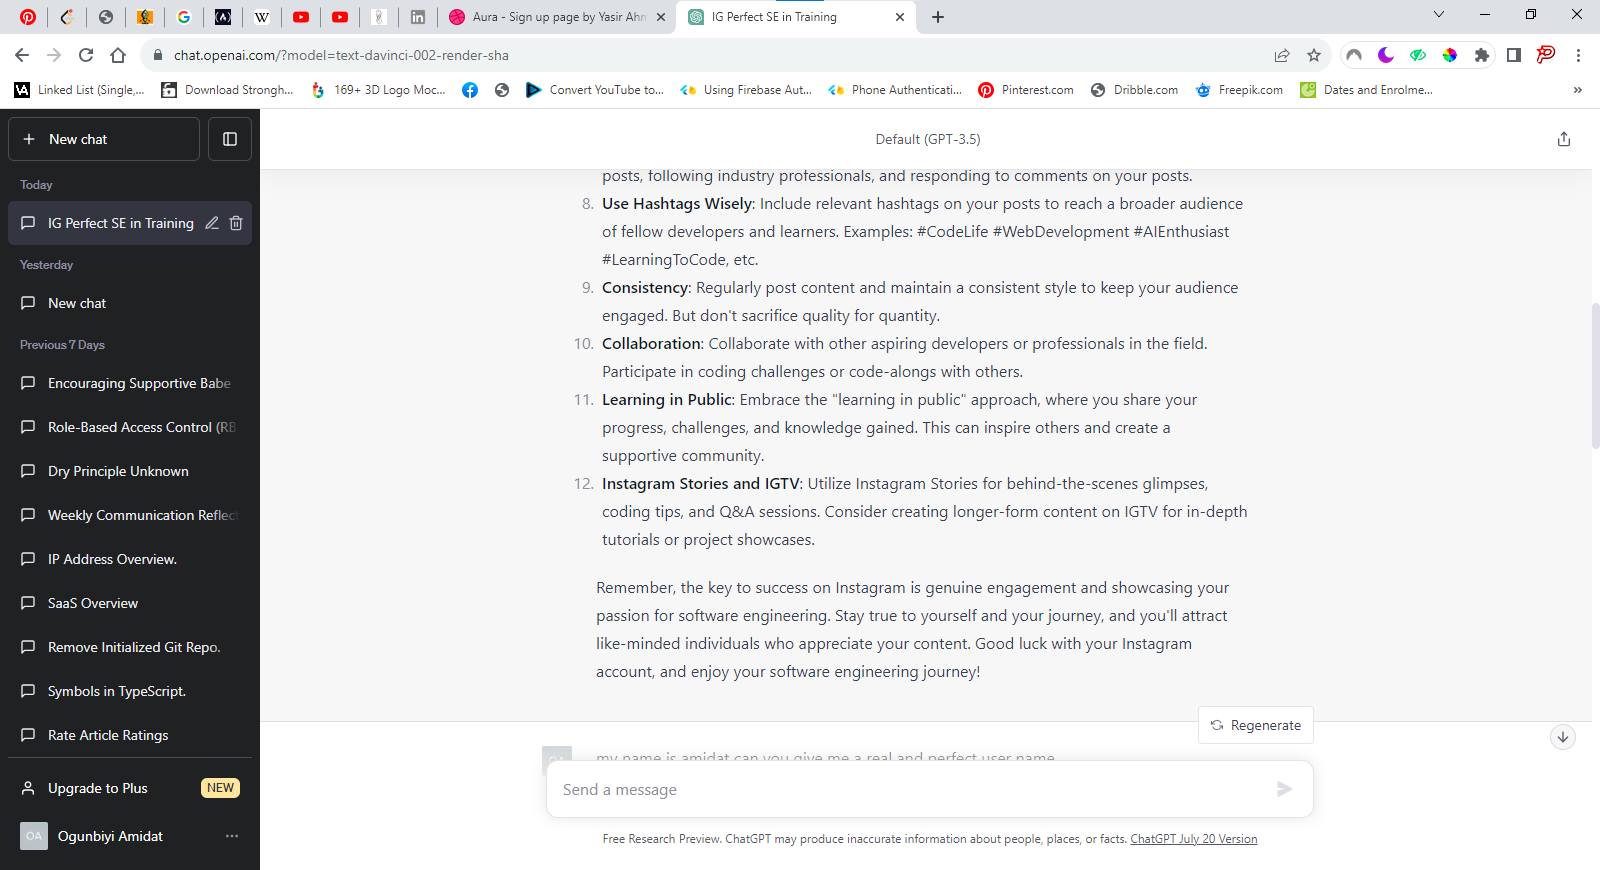 Aura - Sign up page by Yasir Ahm
IG Perfect SE in Training
chat.openai.com/?model=text-davinci-002-render-sha
Linked List (Single,...
Download Strongh...
169+ 3D Logo Moc...
Convert YouTube to...
Using Firebase Aut...
Phone Authenticati...
Pinterest.com
Dribble.com
Freepik.com
Dates and Enrolme...
»
New chat
Today
IG Perfect SE in Training
Yesterday
New chat
Previous 7 Days
Encouraging Supportive Babe
Role-Based Access Control (RB
Dry Principle Unknown
Weekly Communication Reflect
IP Address Overview.
SaaS Overview
Remove Initialized Git Repo.
Symbols in TypeScript.
Rate Article Ratings
Upgrade to Plus
NEW
OA
Ogunbiyi Amidat
Default (GPT-3.5)
posts, following industry professionals, and responding to comments on your posts.
8. Use Hashtags Wisely: Include relevant hashtags on your posts to reach a broader audience
of fellow developers and learners. Examples: #CodeLife #WebDevelopment #AIEnthusiast
#LearningToCode, etc.
9. Consistency: Regularly post content and maintain a consistent style to keep your audience
engaged. But don't sacrifice quality for quantity.
10. Collaboration: Collaborate with other aspiring developers or professionals in the field.
Participate in coding challenges or code-alongs with others.
11. Learning in Public: Embrace the "learning in public" approach, where you share your
progress, challenges, and knowledge gained. This can inspire others and create a
supportive community.
12. Instagram Stories and IGTV: Utilize Instagram Stories for behind-the-scenes glimpses,
coding tips, and Q&A sessions. Consider creating longer-form content on IGTV for in-depth
tutorials or project showcases.
Remember, the key to success on Instagram is genuine engagement and showcasing your
passion for software engineering. Stay true to yourself and your journey, and you'll attract
like-minded individuals who appreciate your content. Good luck with your Instagram
account, and enjoy your software engineering journey!
Regenerate
my name is amidat can you give me a real and perfect user name
Send a message
Free Research Preview. ChatGPT may produce inaccurate information about people, places, or facts. ChatGPT July 20 Version